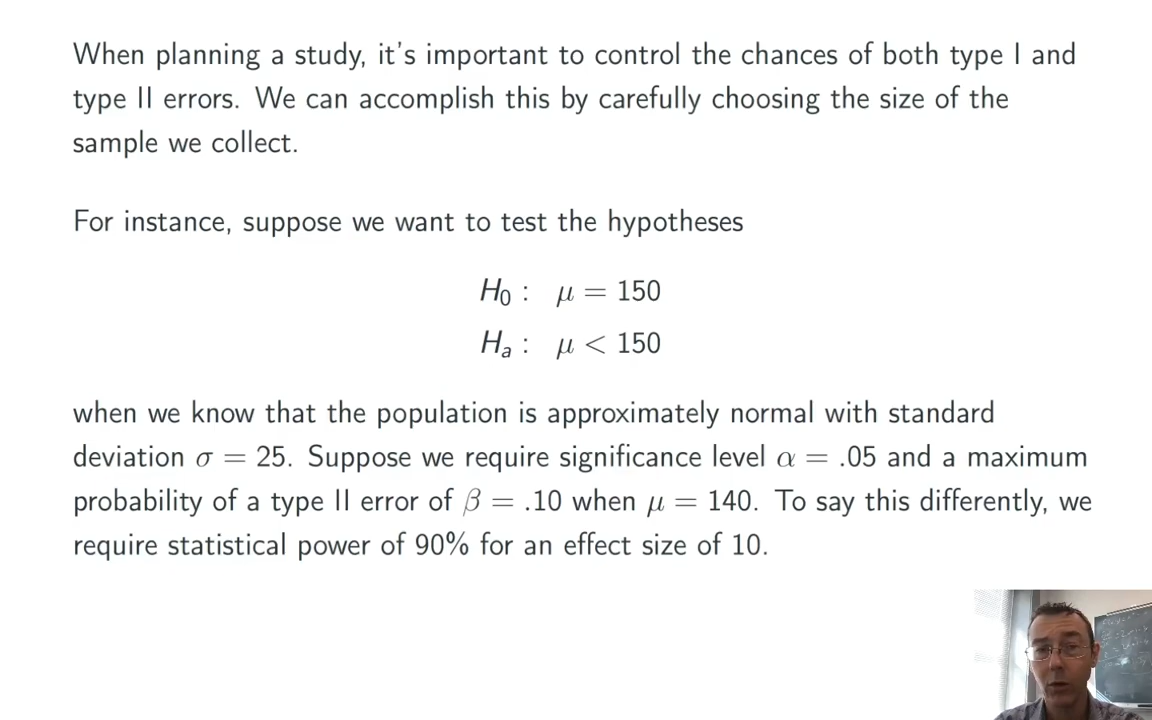 When planning a study, it's important to control the chances of both type I and
type II errors. We can accomplish this by carefully choosing the size of the
sample we collect.
For instance, suppose we want to test the hypotheses
H₀ : μ = 150
Hₐ : μ < 150
when we know that the population is approximately normal with standard
deviation σ = 25. Suppose we require significance level α = .05 and a maximum
probability of a type II error of β = .10 when μ = 140. To say this differently, we
require statistical power of 90% for an effect size of 10.